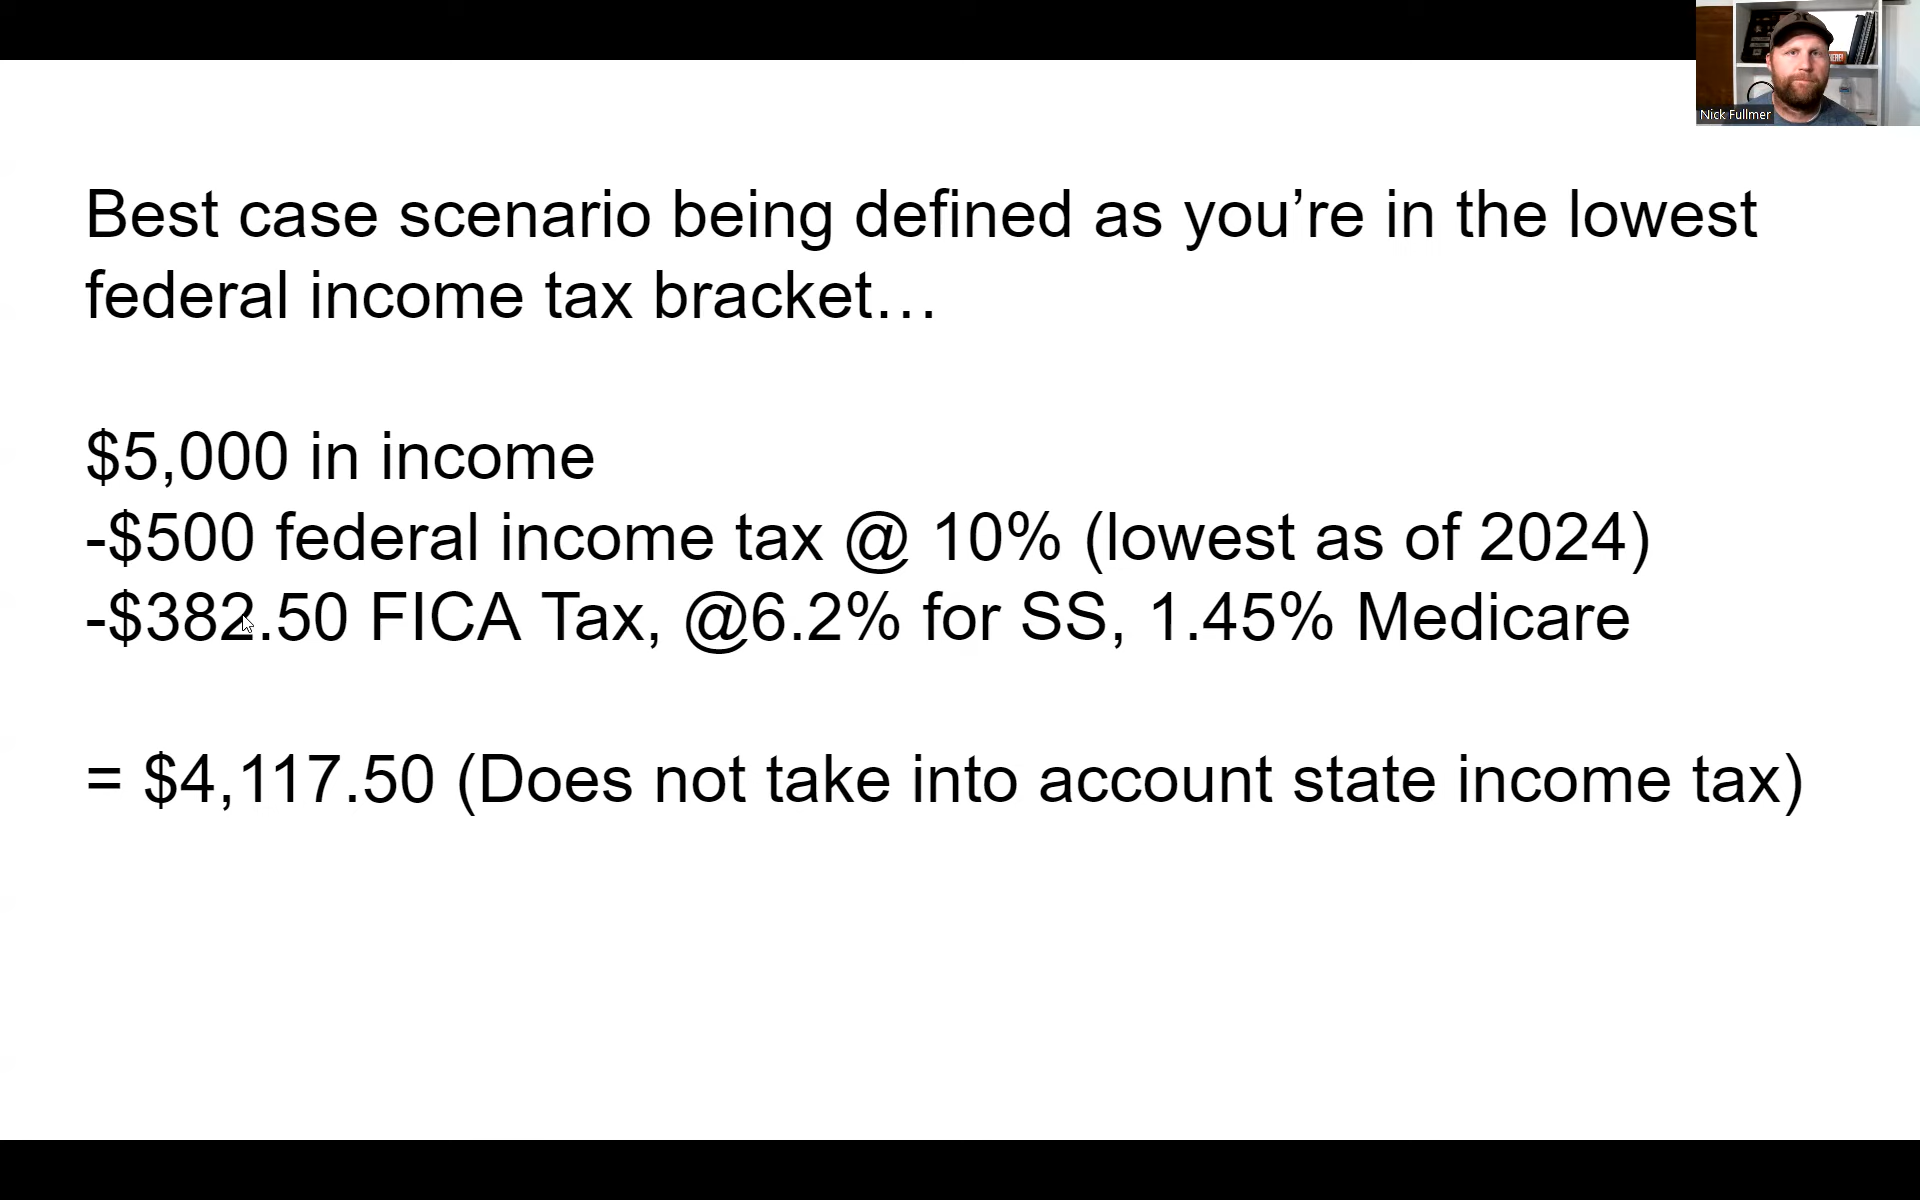 Nick Fullmer
Best case scenario being defined as you’re in the lowest
federal income tax bracket…
$5,000 in income
-$500 federal income tax @ 10% (lowest as of 2024)
-$382.50 FICA Tax, @6.2% for SS, 1.45% Medicare
= $4,117.50 (Does not take into account state income tax)